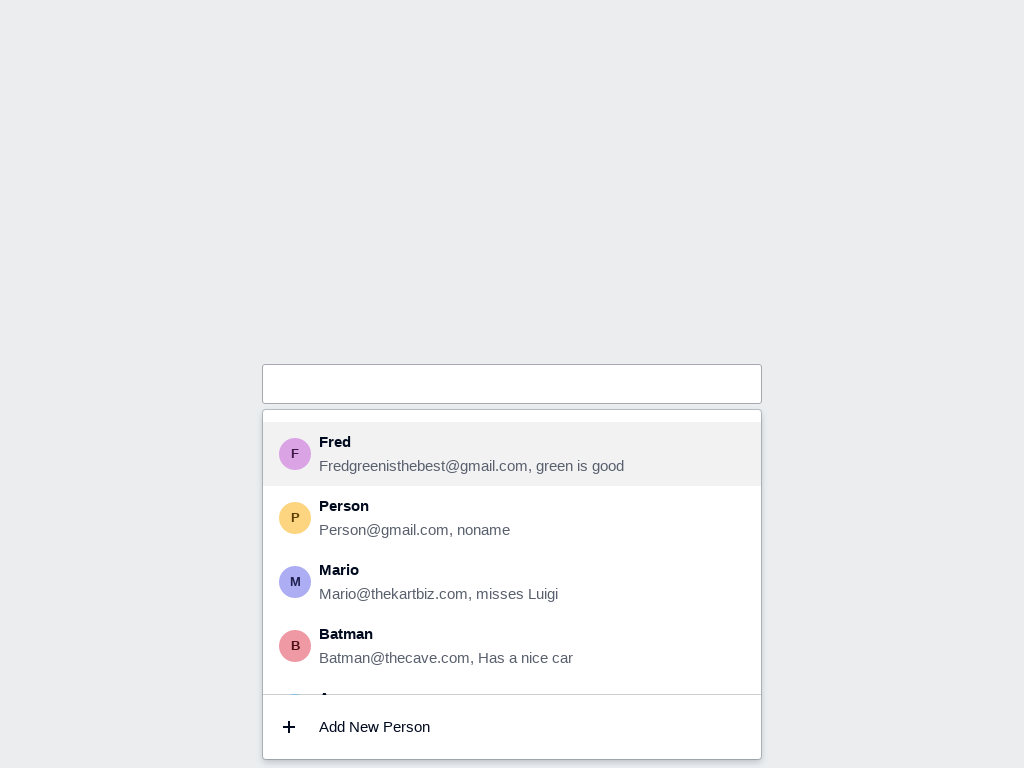 F
Fred
Fredgreenisthebest@gmail.com, green is good
P
Person
Person@gmail.com, noname
M
Mario
Mario@thekartbiz.com, misses Luigi
B
Batman
Batman@thecave.com, Has a nice car
Add New Person